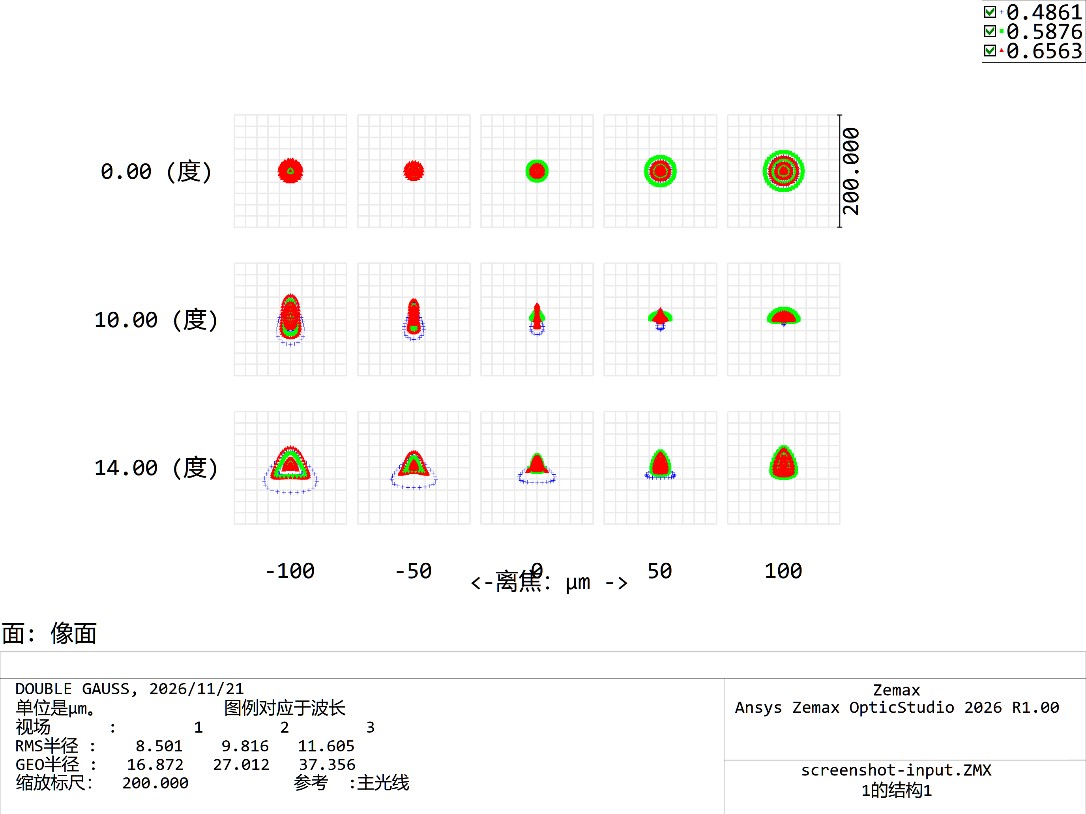 0.4861
0.5876
0.6563
0.00 (度)
200.000
10.00 (度)
14.00 (度)
-100 -50 0 50 100
<-离焦: μm ->
面: 像面
DOUBLE GAUSS, 2026/11/21
单位是μm。 图例对应于波长
视场 : 1 2 3
RMS半径 : 8.501 9.816 11.605
GEO半径 : 16.872 27.012 37.356
缩放标尺: 200.000 参考 :主光线
Zemax
Ansys Zemax OpticStudio 2026 R1.00
screenshot-input.ZMX
1的结构1